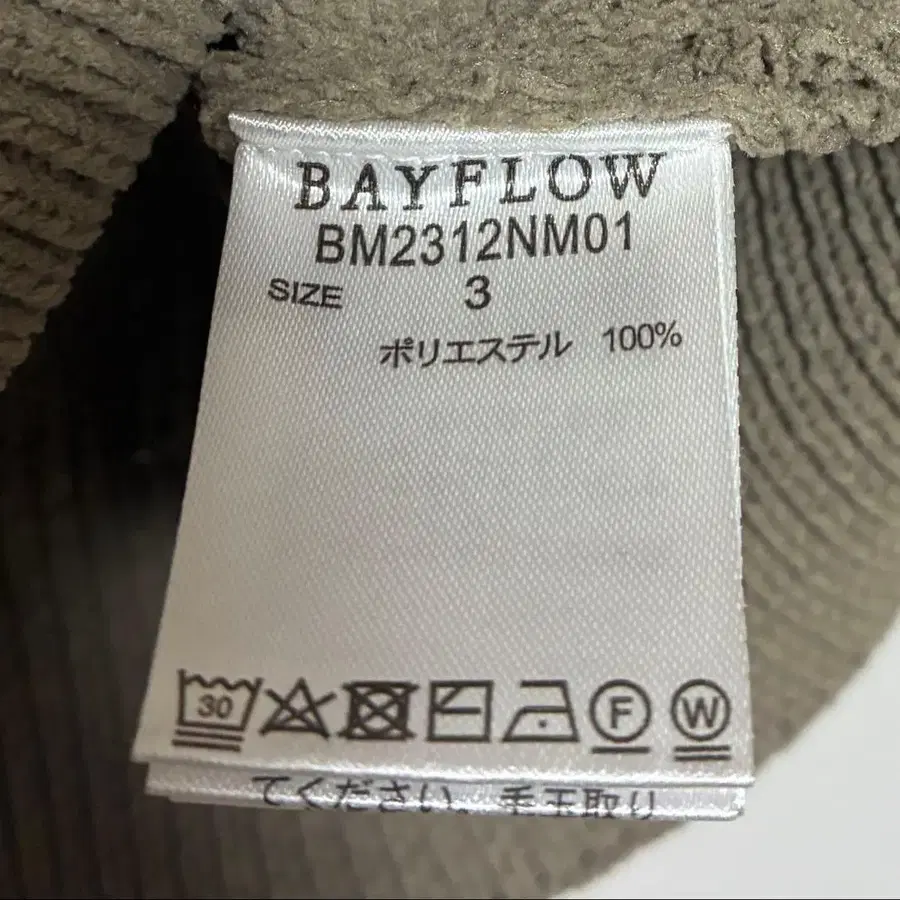 BAYFLOW
BM2312NM01
SIZE 3
ポリエステル 100%
30 F W
てください。毛玉取り